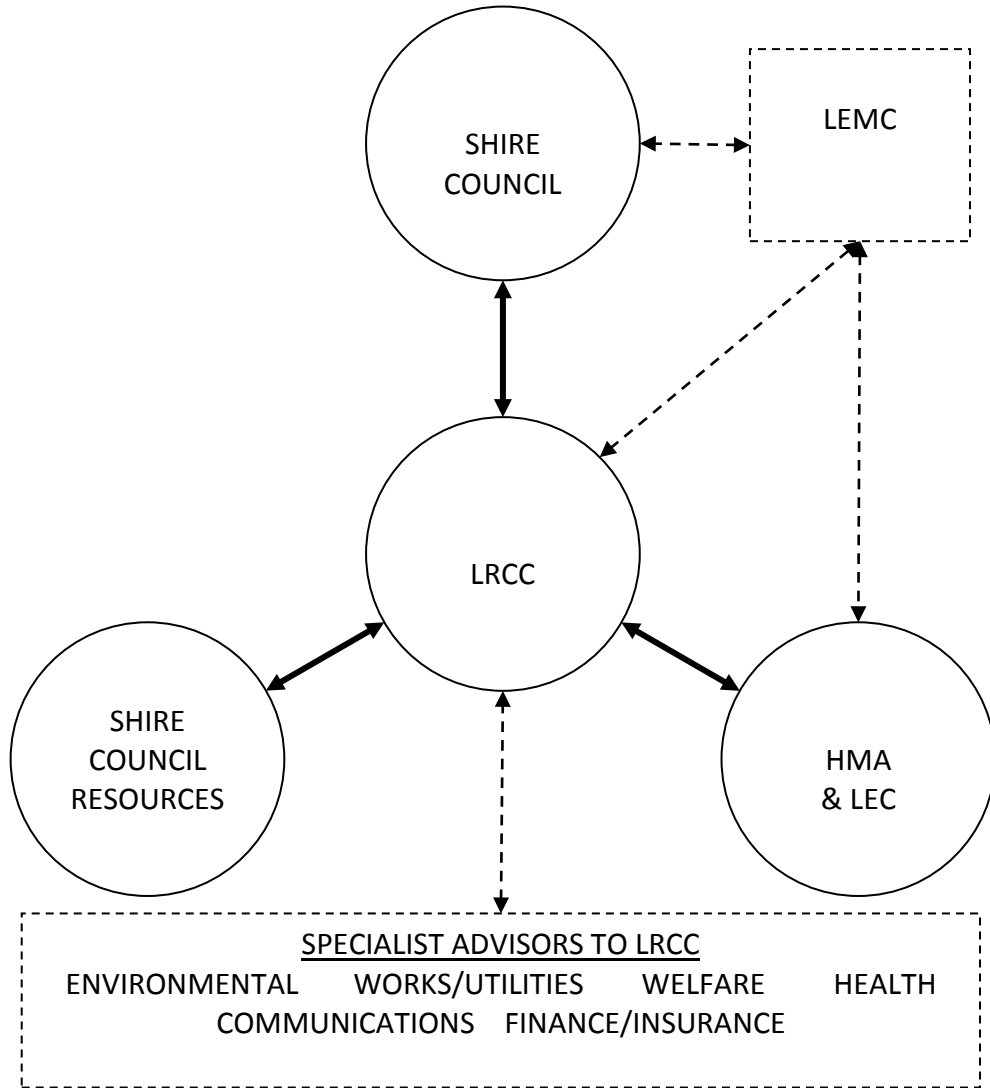 SHIRE
COUNCIL
LEMC
LRCC
SHIRE
COUNCIL
RESOURCES
HMA
& LEC
SPECIALIST ADVISORS TO LRCC
ENVIRONMENTAL WORKS/UTILITIES WELFARE HEALTH
COMMUNICATIONS FINANCE/INSURANCE